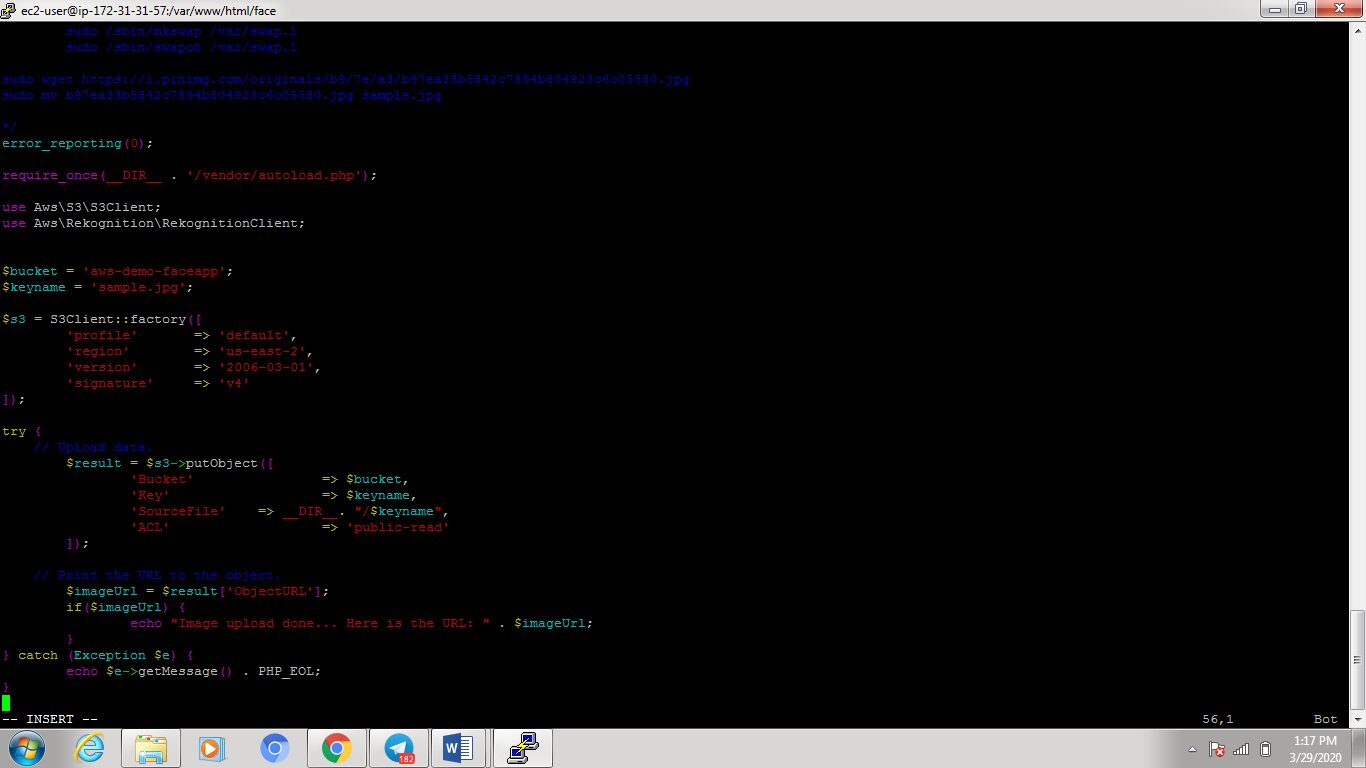 ec2-user@ip-172-31-31-57:/var/www/html/face
sudo /sbin/mkswap /var/swap.1
sudo /sbin/swapon /var/swap.1
sudo wget https://i.pinimg.com/originals/b9/7e/a3/b97ea33b5842c7894b804923c6c05580.jpg
sudo mv b97ea33b5842c7894b804923c6c05580.jpg sample.jpg
*/
error_reporting(0);
require_once(__DIR__ . '/vendor/autoload.php');
use Aws\S3\S3Client;
use Aws\Rekognition\RekognitionClient;
$bucket = 'aws-demo-faceapp';
$keyname = 'sample.jpg';
$s3 = S3Client::factory([
'profile' => 'default',
'region' => 'us-east-2',
'version' => '2006-03-01',
'signature' => 'v4'
]);
try {
// Upload data.
$result = $s3->putObject([
'Bucket' => $bucket,
'Key' => $keyname,
'SourceFile' => __DIR__. "/$keyname",
'ACL' => 'public-read'
]);
// Print the URL to the object.
$imageUrl = $result['ObjectURL'];
if($imageUrl) {
echo "Image upload done... Here is the URL: " . $imageUrl;
}
} catch (Exception $e) {
echo $e->getMessage() . PHP_EOL;
}
-- INSERT -- 56,1 Bot
182
1:17 PM
3/29/2020